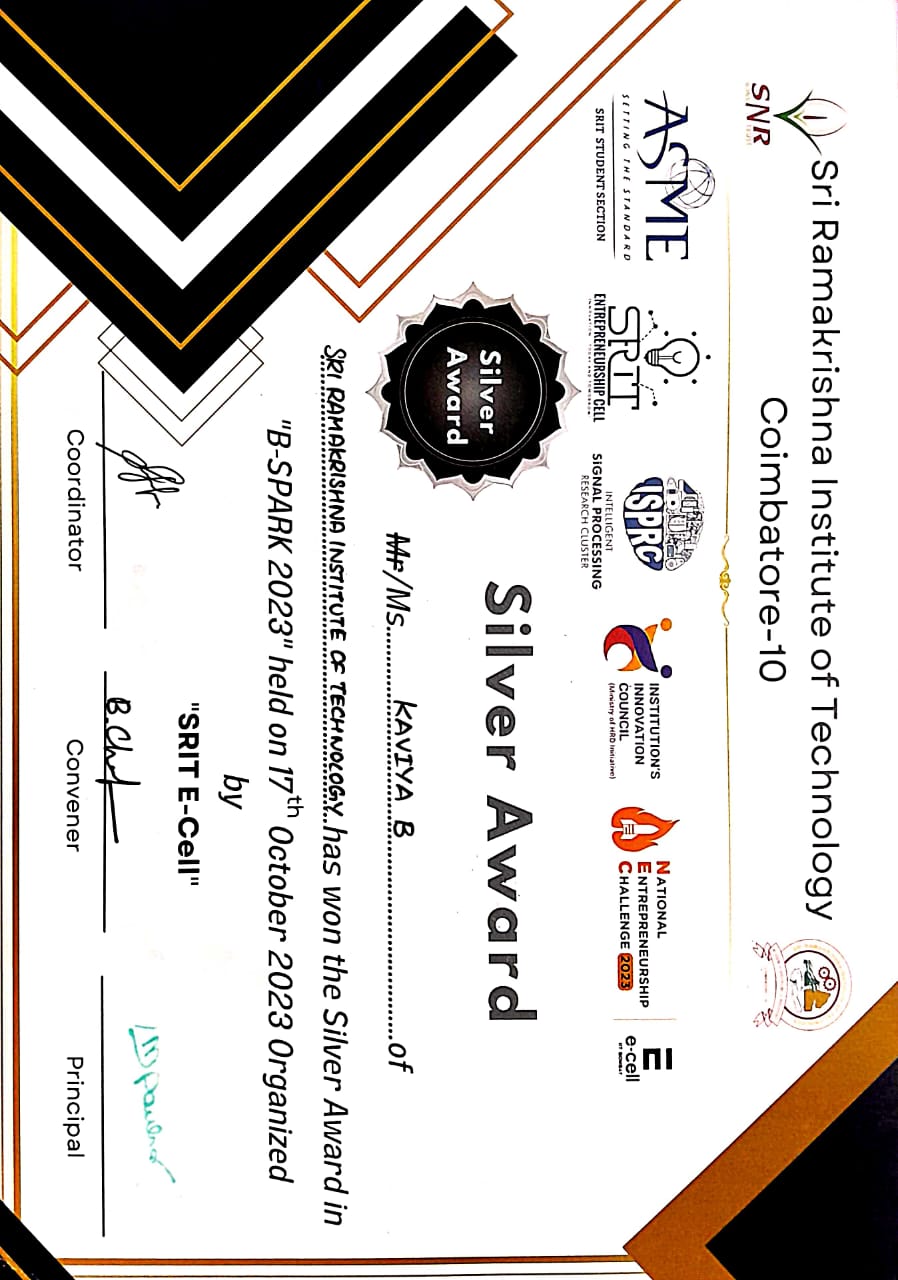 Sri Ramakrishna Institute of Technology
Coimbatore-10
SNR
ASME
SETTING THE STANDARD
SRIT STUDENT SECTION
SRIT
ENTREPRENEURSHIP CELL
ISPRC
INTELLIGENT
SIGNAL PROCESSING
RESEARCH CLUSTER
INSTITUTION'S
INNOVATION
COUNCIL
(Ministry of HRD Initiative)
NATIONAL
ENTREPRENEURSHIP
CHALLENGE 2023
e-cell
IIT BOMBAY
Silver Award
Silver
Award
Mr/Ms. KAVIYA B of
SRI RAMAKRISHNA INSTITUTE OF TECHNOLOGY has won the Silver Award in
"B-SPARK 2023" held on 17th October 2023 Organized
by
"SRIT E-Cell"
B.Ch
Coordinator
Convener
Principal